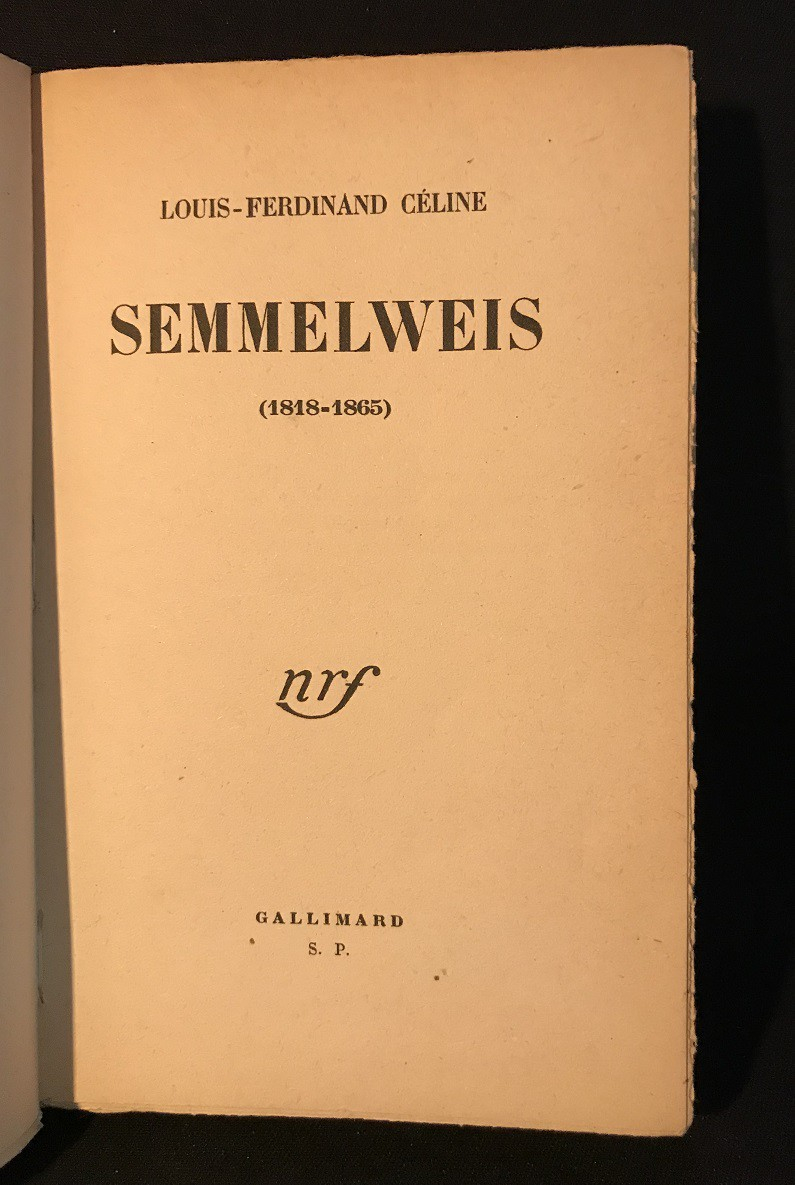 LOUIS-FERDINAND CÉLINE
SEMMELWEIS
(1818-1865)
nrf
GALLIMARD
S. P.